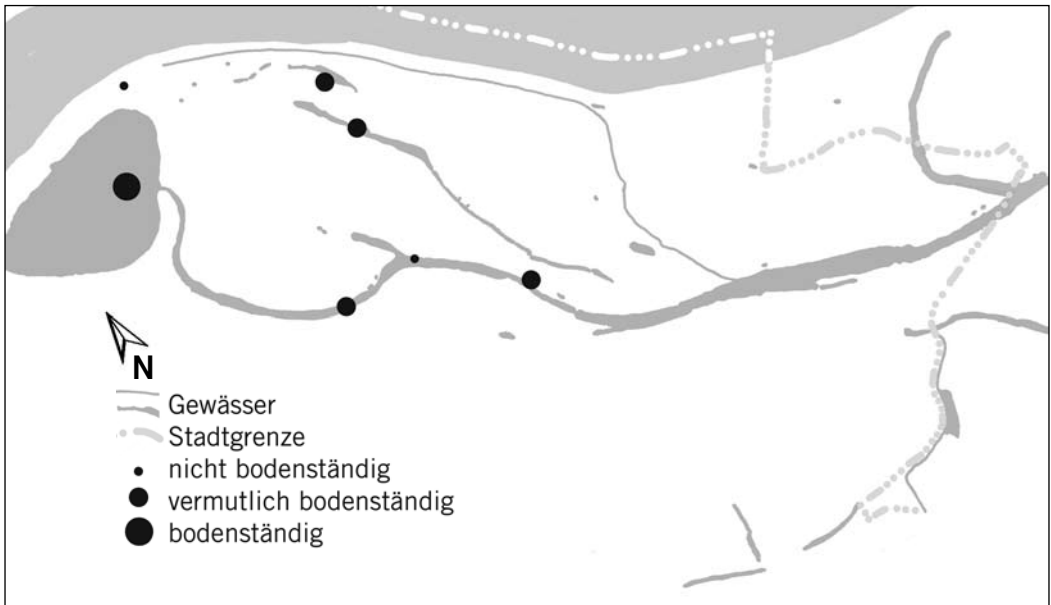 N
Gewässer
Stadtgrenze
nicht bodenständig
vermutlich bodenständig
bodenständig